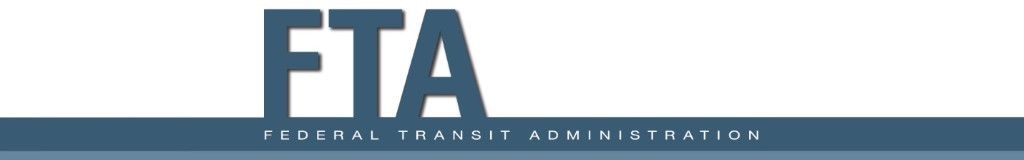 FTA
FEDERAL TRANSIT ADMINISTRATION